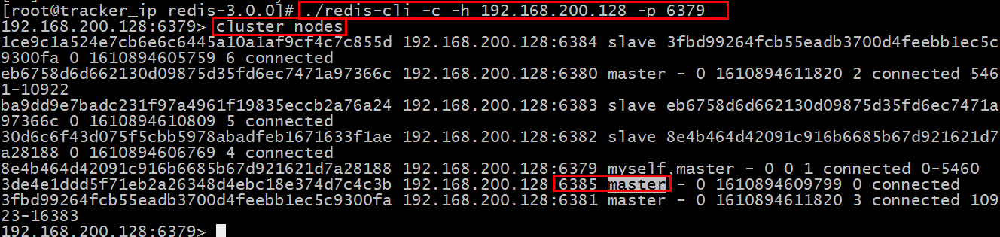 [root@tracker_ip redis-3.0.0]# ./redis-cli -c -h 192.168.200.128 -p 6379
192.168.200.128:6379> cluster nodes
1ce9c1a524e7cb6e6c6445a10a1af9cf4c7c855d 192.168.200.128:6384 slave 3fbd99264fcb55eadb3700d4feebb1ec5c
9300fa 0 1610894605759 6 connected
eb6758d6d662130d09875d35fd6ec7471a97366c 192.168.200.128:6380 master - 0 1610894611820 2 connected 546
1-10922
ba9dd9e7badc231f97a4961f19835eccb2a76a24 192.168.200.128:6383 slave eb6758d6d662130d09875d35fd6ec7471a
97366c 0 1610894610809 5 connected
30d6c6f43d075f5cbb5978abadfeb1671633f1ae 192.168.200.128:6382 slave 8e4b464d42091c916b6685b67d921621d7
a28188 0 1610894606769 4 connected
8e4b464d42091c916b6685b67d921621d7a28188 192.168.200.128:6379 myself,master - 0 0 1 connected 0-5460
3de4e1ddd5f71eb2a26348d4ebc18e374d7c4c3b 192.168.200.128:6385 master - 0 1610894609799 0 connected
3fbd99264fcb55eadb3700d4feebb1ec5c9300fa 192.168.200.128:6381 master - 0 1610894611820 3 connected 109
23-16383
192.168.200.128:6379>